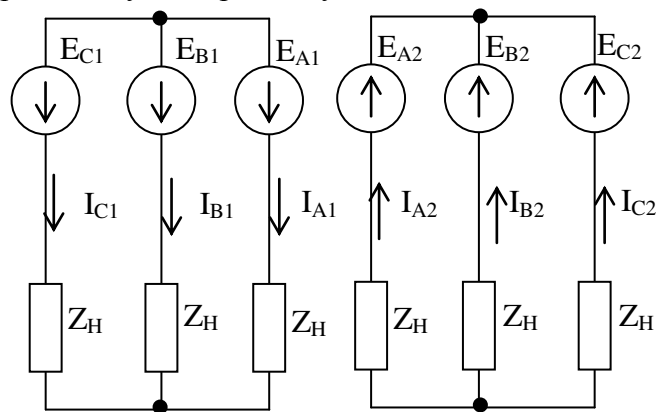 E_C1 E_B1 E_A1 E_A2 E_B2 E_C2
I_C1 I_B1 I_A1 I_A2 I_B2 I_C2
Z_H Z_H Z_H Z_H Z_H Z_H